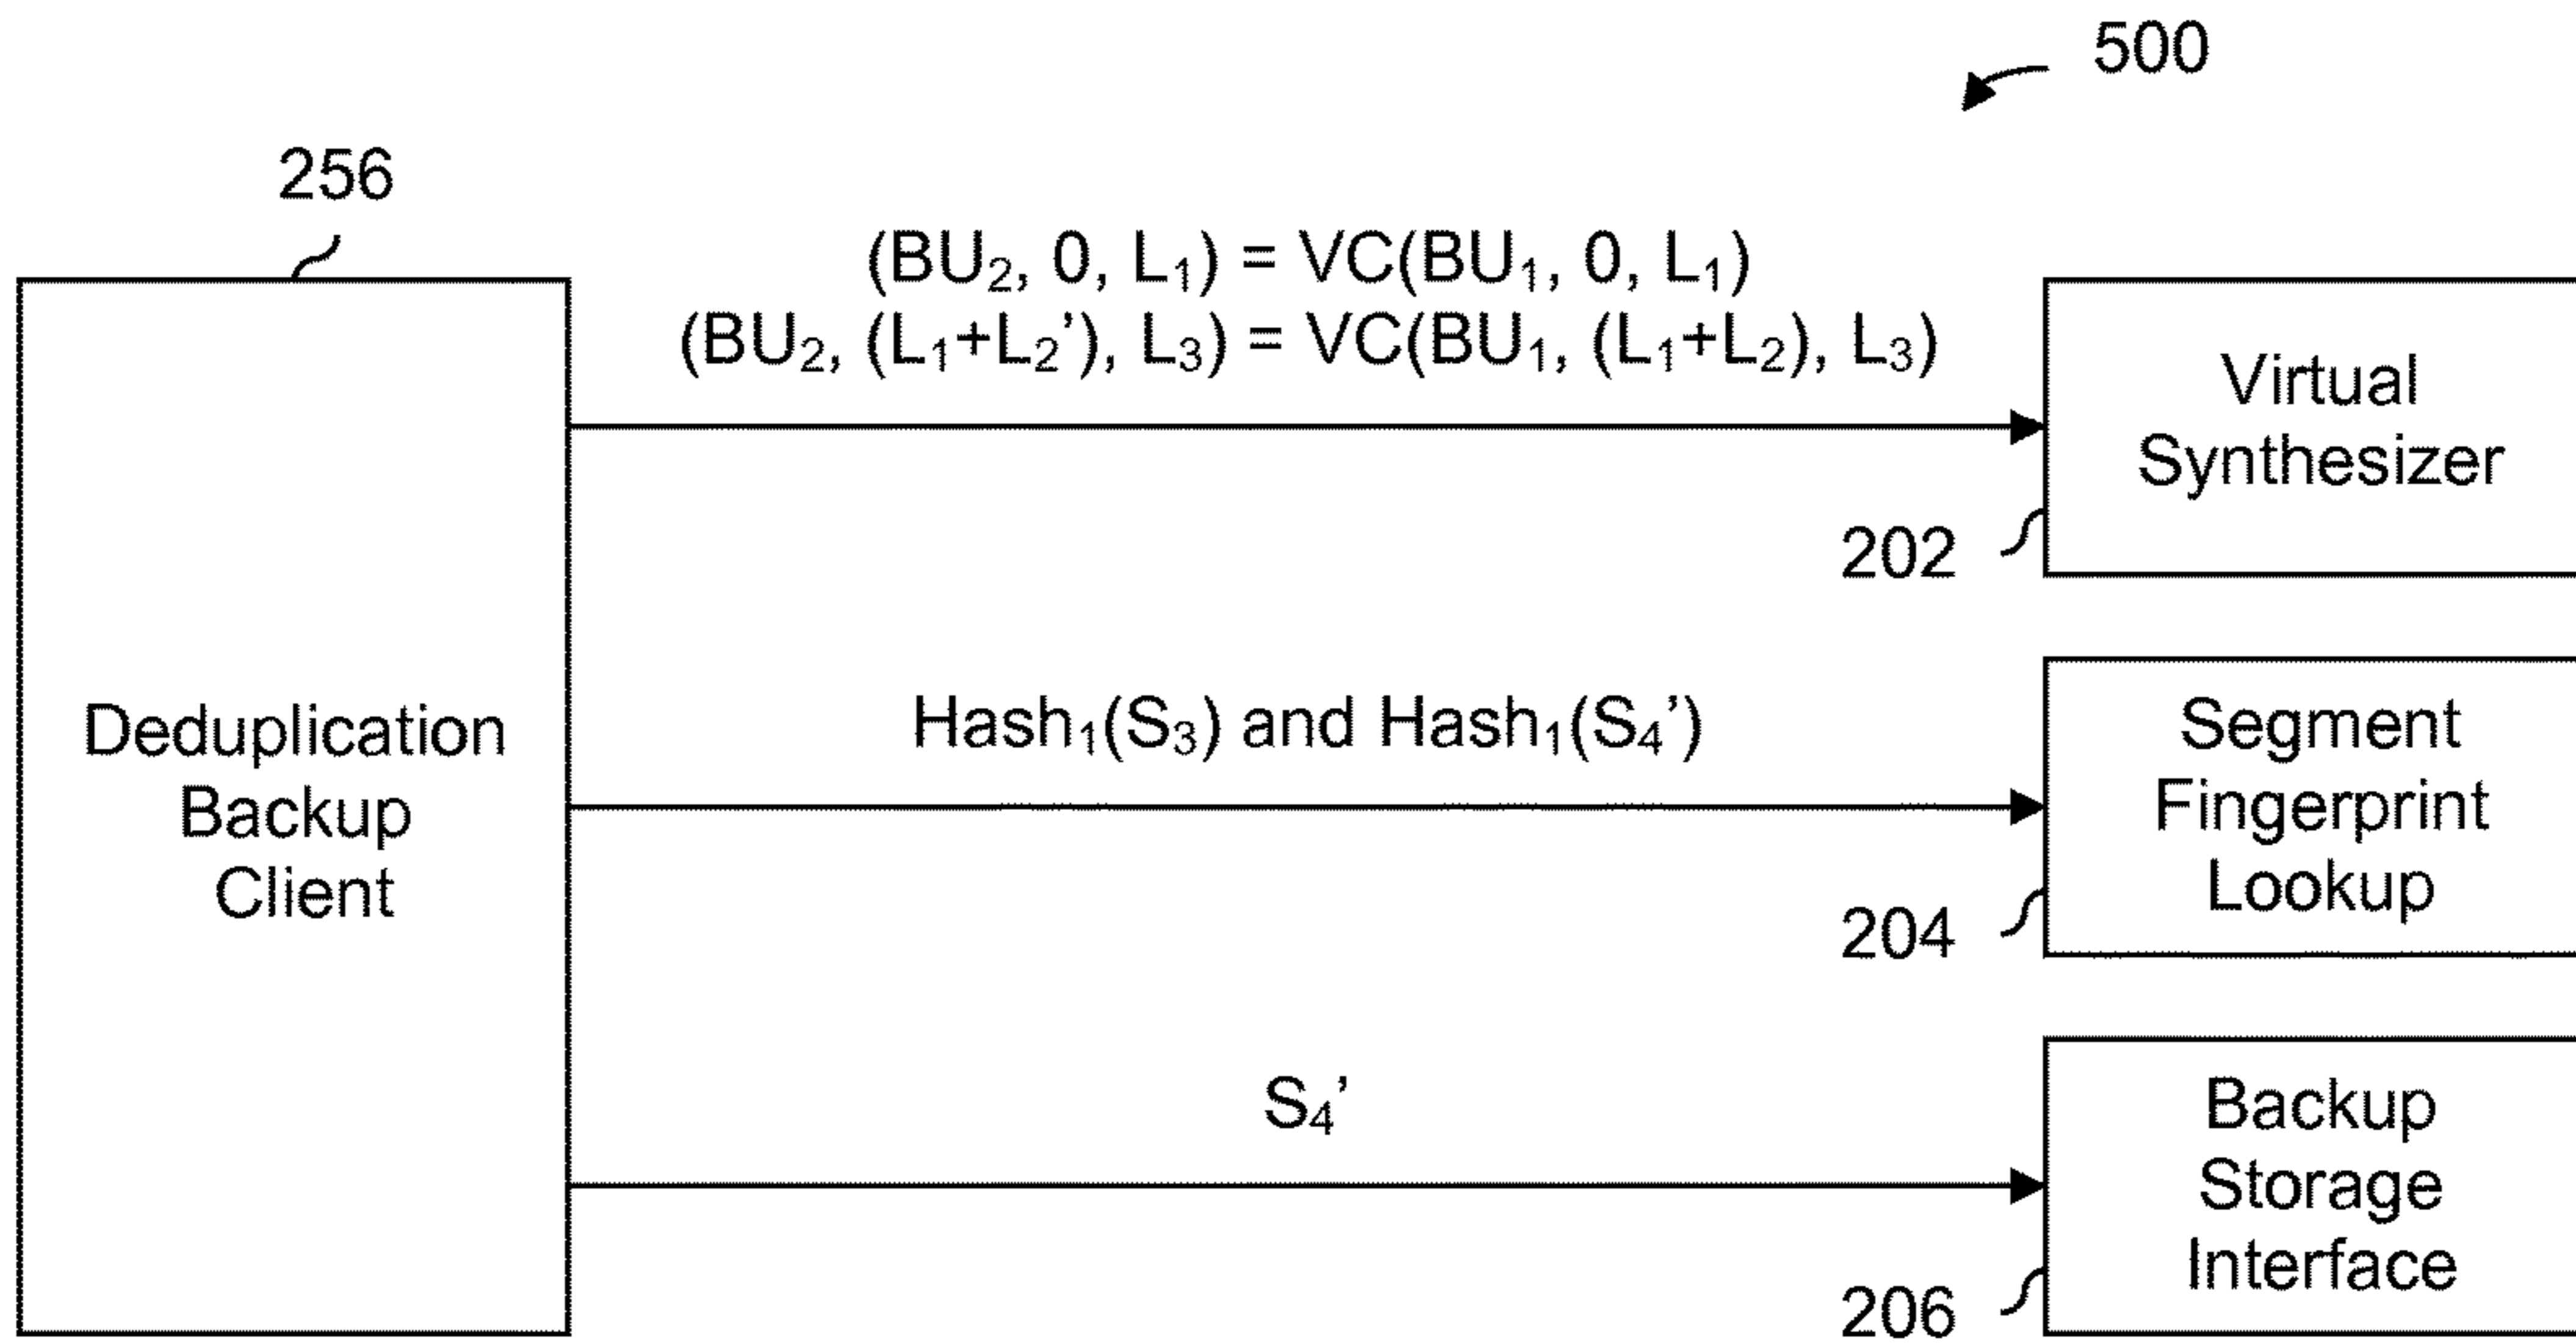 500
256
(BU₂, 0, L₁) = VC(BU₁, 0, L₁)
(BU₂, (L₁+L₂’), L₃) = VC(BU₁, (L₁+L₂), L₃)
Virtual
Synthesizer
202
Deduplication
Backup
Client
Hash₁(S₃) and Hash₁(S₄’)
Segment
Fingerprint
Lookup
204
S₄’
Backup
Storage
Interface
206